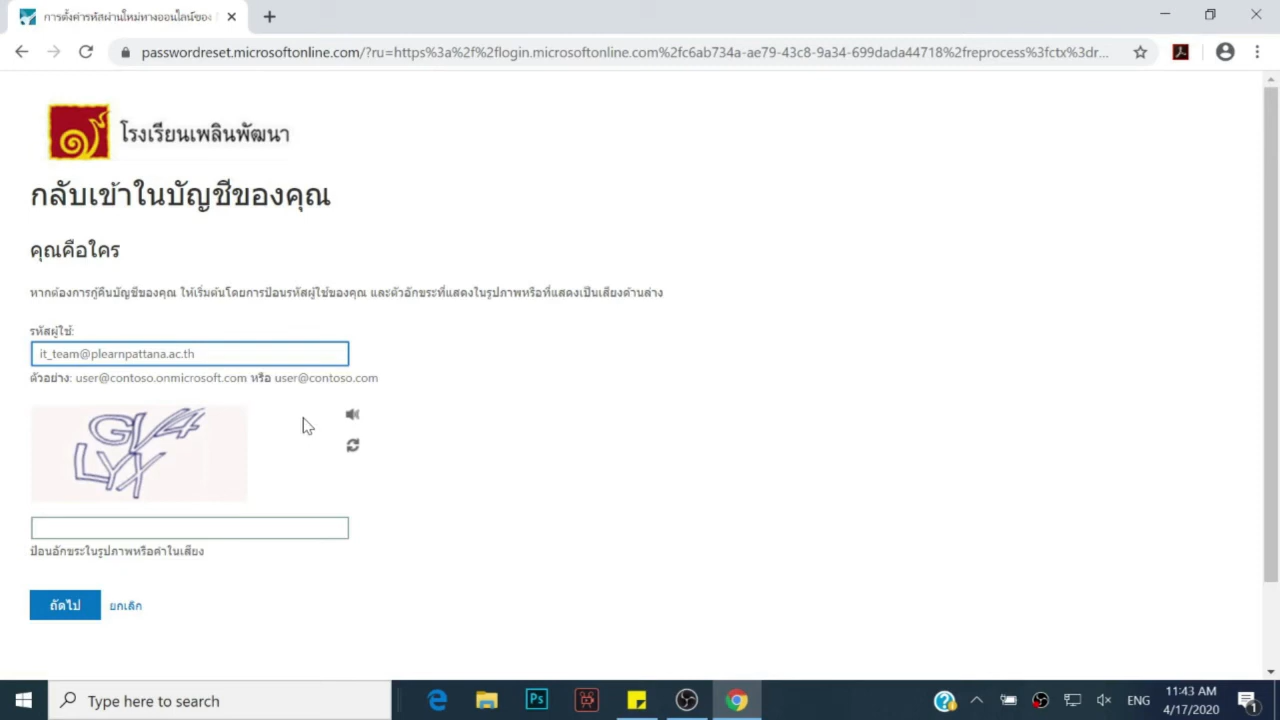 การตั้งค่ารหัสผ่านใหม่ทางออนไลน์ของ
passwordreset.microsoftonline.com/?ru=https%3a%2f%2flogin.microsoftonline.com%2fc6ab734a-ae79-43c8-9a34-699dada44718%2freprocess%3fctx%3dr...
โรงเรียนเพลินพัฒนา
กลับเข้าในบัญชีของคุณ
คุณคือใคร
หากต้องการกู้คืนบัญชีของคุณ ให้เริ่มต้นโดยการป้อนรหัสผู้ใช้ของคุณ และตัวอักขระที่แสดงในรูปภาพหรือที่แสดงเป็นเสียงด้านล่าง
รหัสผู้ใช้:
it_team@plearnpattana.ac.th
ตัวอย่าง: user@contoso.onmicrosoft.com หรือ user@contoso.com
ป้อนอักขระในรูปภาพหรือคำในเสียง
ถัดไป ยกเลิก
Type here to search
Ps
ENG
11:43 AM
4/17/2020
1